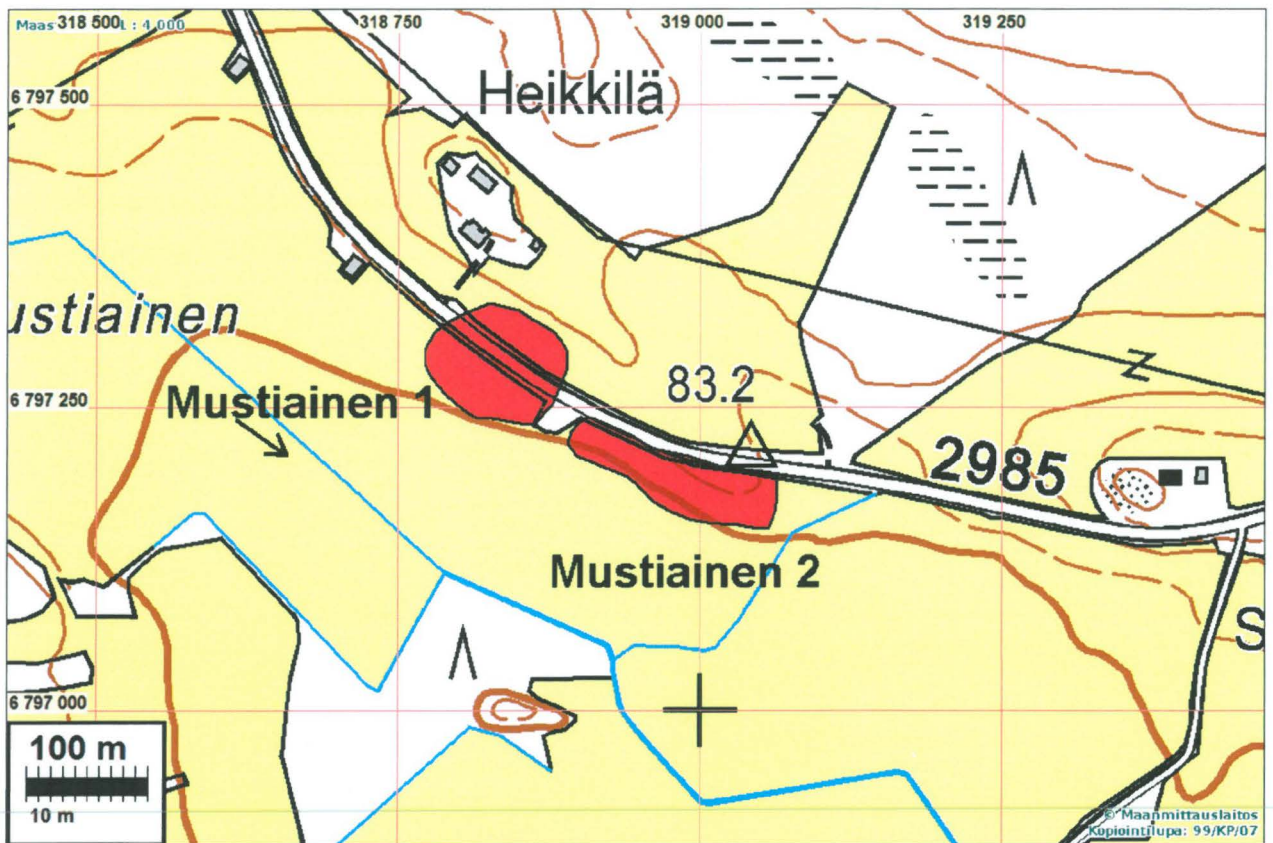 318 500 318 750 319 000 319 250
Maas L : 4 000
6 797 500
Heikkilä
ustiainen
6 797 250
Mustiainen 1
83.2
2985
Mustiainen 2
S
6 797 000
100 m
10 m
© Maanmittauslaitos
Kopiointilupa: 99/KP/07